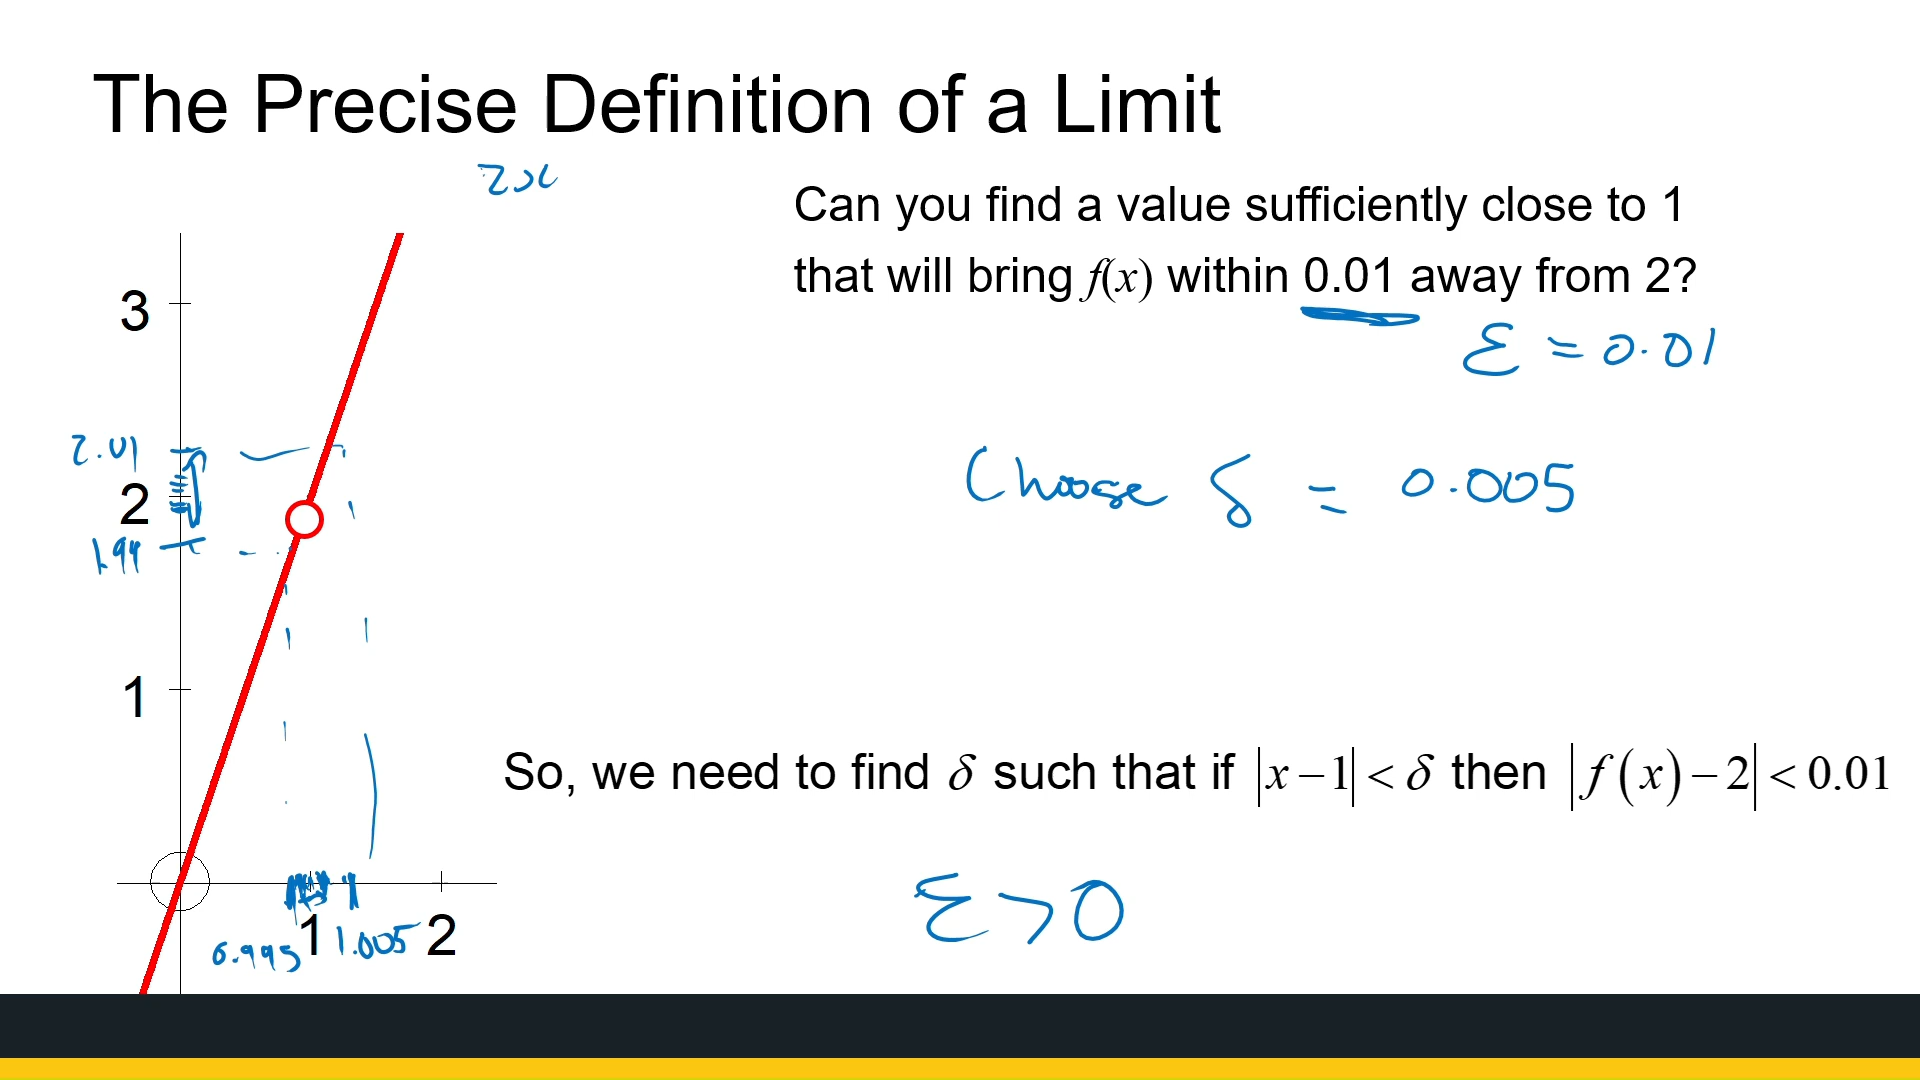 The Precise Definition of a Limit
2x
Can you find a value sufficiently close to 1
that will bring f(x) within 0.01 away from 2?
ε = 0.01
3
2.01
2
1.99
1
Choose δ = 0.005
So, we need to find δ such that if |x−1| < δ then |f(x)−2| < 0.01
ε > 0
0.995 1 1.005 2